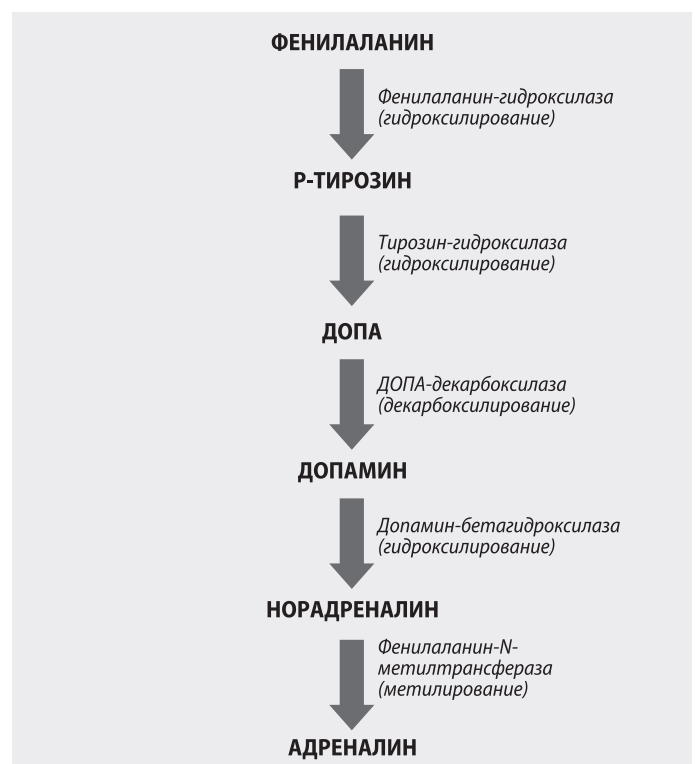 ФЕНИЛАЛАНИН
Фенилаланин-гидроксилаза
(гидроксилирование)
Р-ТИРОЗИН
Тирозин-гидроксилаза
(гидроксилирование)
ДОПА
ДОПА-декарбоксилаза
(декарбоксилирование)
ДОПАМИН
Допамин-бетагидроксилаза
(гидроксилирование)
НОРАДРЕНАЛИН
Фенилаланин-N-
метилтрансфераза
(метилирование)
АДРЕНАЛИН